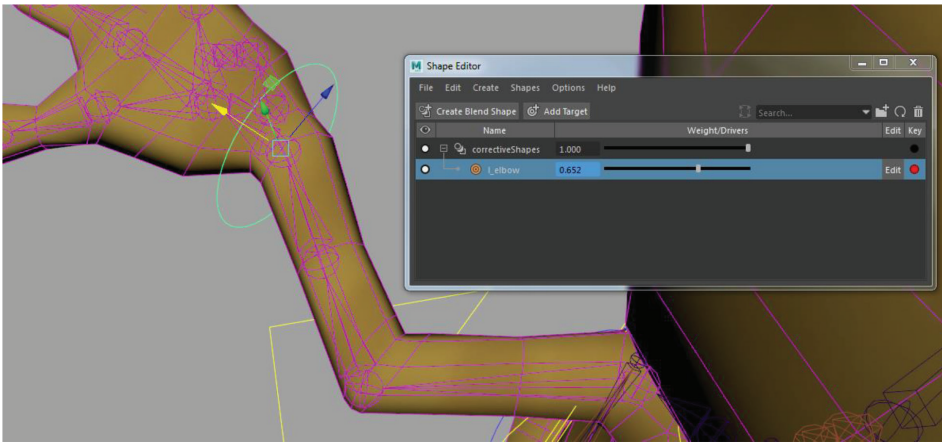 Shape Editor
File Edit Create Shapes Options Help
Create Blend Shape Add Target Search...
Name Weight/Drivers Edit Key
correctiveShapes 1.000
l_elbow 0.652 Edit